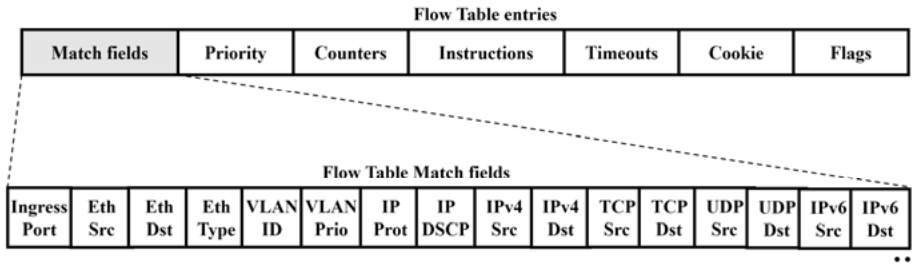 Flow Table entries
Match fields Priority Counters Instructions Timeouts Cookie Flags
Flow Table Match fields
Ingress Eth Eth Eth VLAN VLAN IP IP IPv4 IPv4 TCP TCP UDP UDP IPv6 IPv6
Port Src Dst Type ID Prio Prot DSCP Src Dst Src Dst Src Dst Src Dst
..